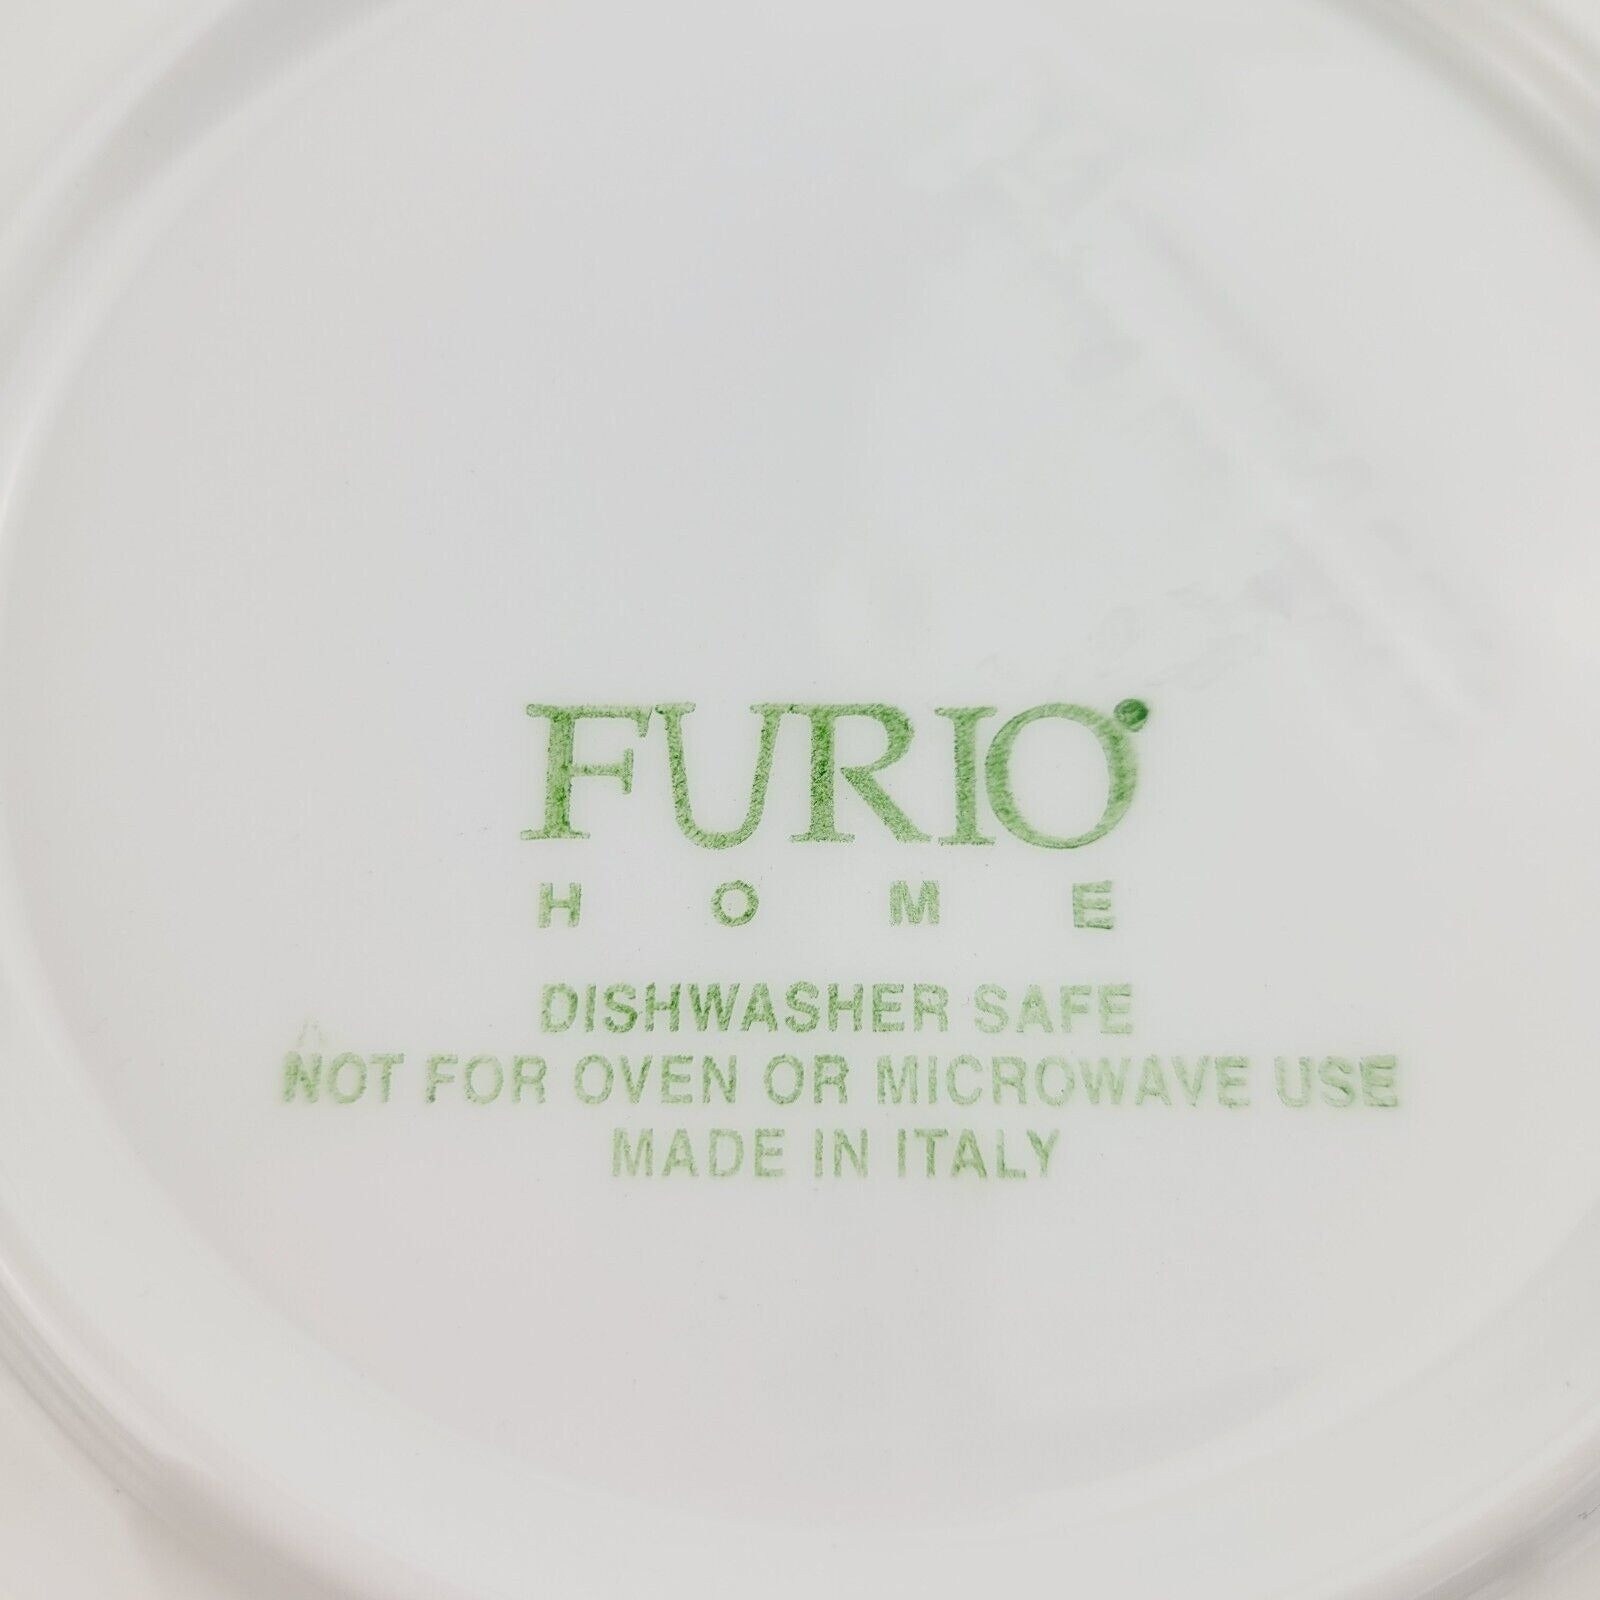 FURIO
HOME
DISHWASHER SAFE
NOT FOR OVEN OR MICROWAVE USE
MADE IN ITALY